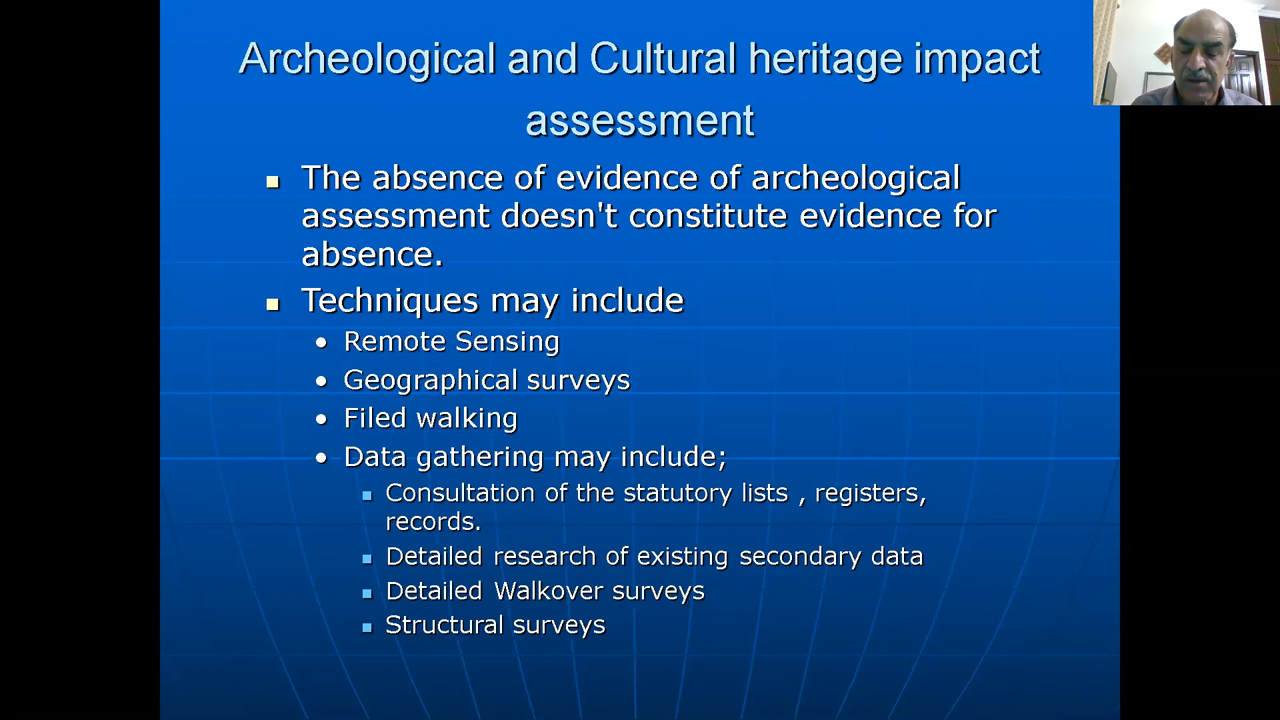 Archeological and Cultural heritage impact
assessment
The absence of evidence of archeological
assessment doesn't constitute evidence for
absence.
Techniques may include
Remote Sensing
Geographical surveys
Filed walking
Data gathering may include;
Consultation of the statutory lists , registers,
records.
Detailed research of existing secondary data
Detailed Walkover surveys
Structural surveys